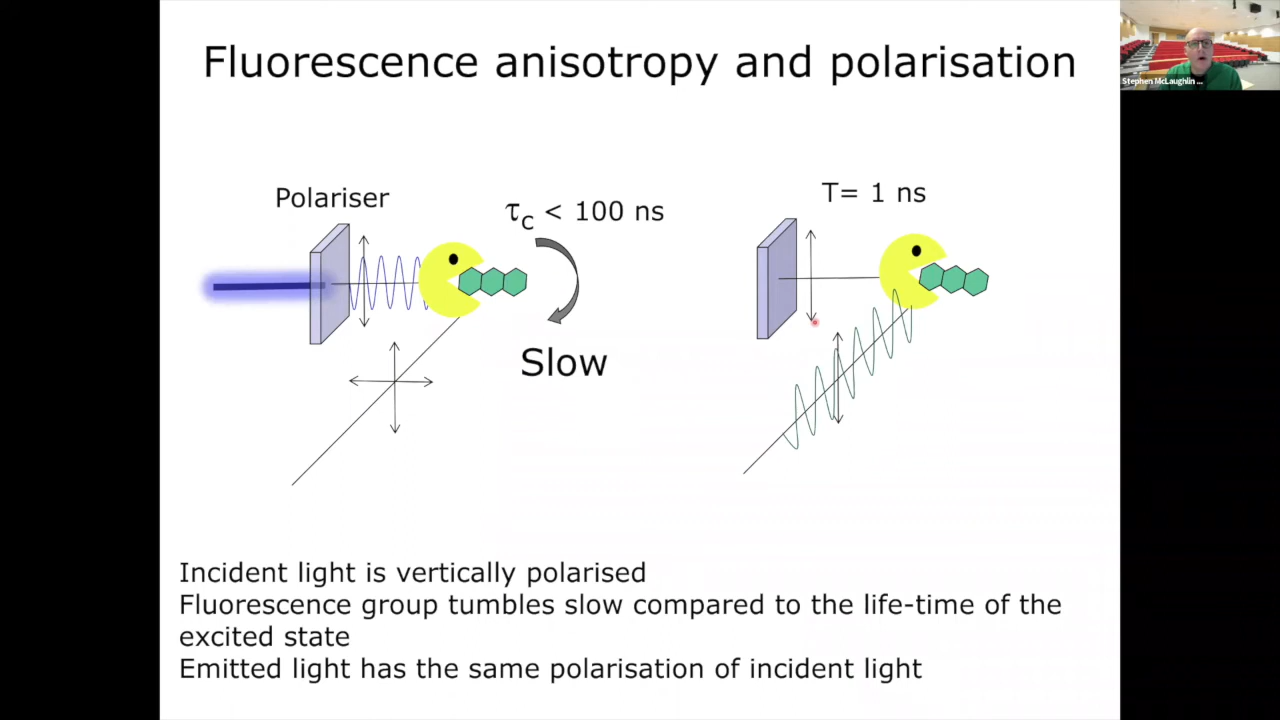 Fluorescence anisotropy and polarisation
Stephen McLaughlin ...
Polariser
τc < 100 ns
T= 1 ns
Slow
Incident light is vertically polarised
Fluorescence group tumbles slow compared to the life-time of the
excited state
Emitted light has the same polarisation of incident light